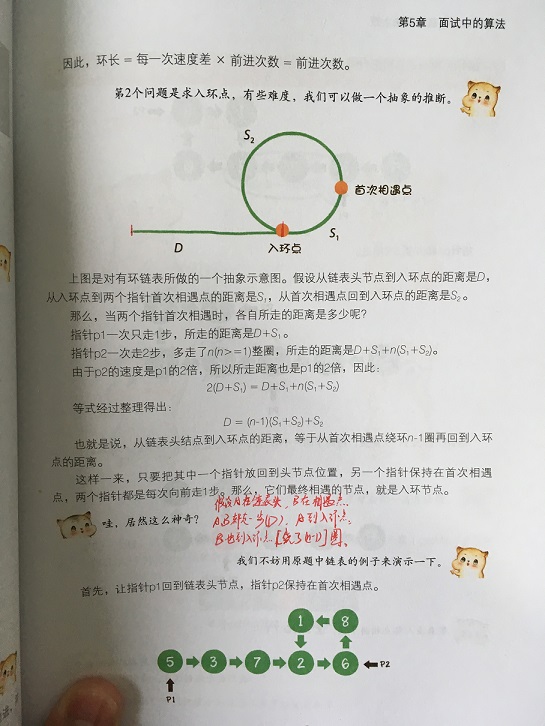 第5章 面试中的算法
因此，环长 = 每一次速度差 × 前进次数 = 前进次数。
第2个问题是求入环点，有些难度，我们可以做一个抽象的推断。
S₂
首次相遇点
S₁
D
入环点
上图是对有环链表所做的一个抽象示意图。假设从链表头节点到入环点的距离是D，
从入环点到两个指针首次相遇点的距离是S₁，从首次相遇点回到入环点的距离是S₂。
那么，当两个指针首次相遇时，各自所走的距离是多少呢？
指针p1一次只走1步，所走的距离是D+S₁。
指针p2一次走2步，多走了n(n>=1)整圈，所走的距离是D+S₁+n(S₁+S₂)。
由于p2的速度是p1的2倍，所以所走距离也是p1的2倍，因此：
2(D+S₁) = D+S₁+n(S₁+S₂)
等式经过整理得出：
D = (n-1)(S₁+S₂)+S₂
也就是说，从链表头结点到入环点的距离，等于从首次相遇点绕环n-1圈再回到入环
点的距离。
这样一来，只要把其中一个指针放回到头节点位置，另一个指针保持在首次相遇
点，两个指针都是每次向前走1步。那么，它们最终相遇的节点，就是入环节点。
假设A在链表头，B在相遇点
A,B都走一步(D)，A到入环点，
哇，居然这么神奇？
B也到入环点[绕了(n-1)]圈、
我们不妨用原题中链表的例子来演示一下。
首先，让指针p1回到链表头节点，指针p2保持在首次相遇点。
1 8
5 3 7 2 6 P2
P1